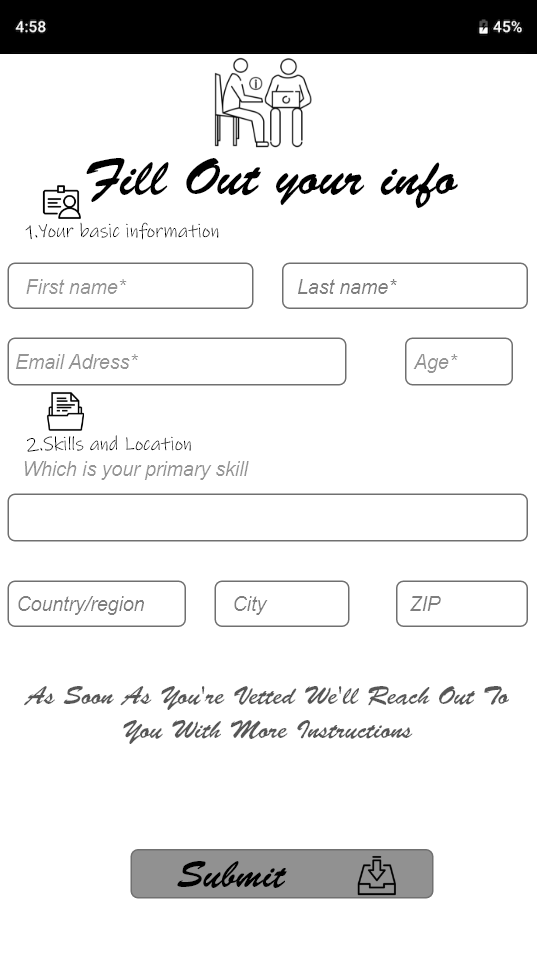 4:58 45%
Fill Out your info
1.Your basic information
First name* Last name*
Email Adress* Age*
2.Skills and Location
Which is your primary skill
Country/region City ZIP
As Soon As You're Vetted We'll Reach Out To
You With More Instructions
Submit